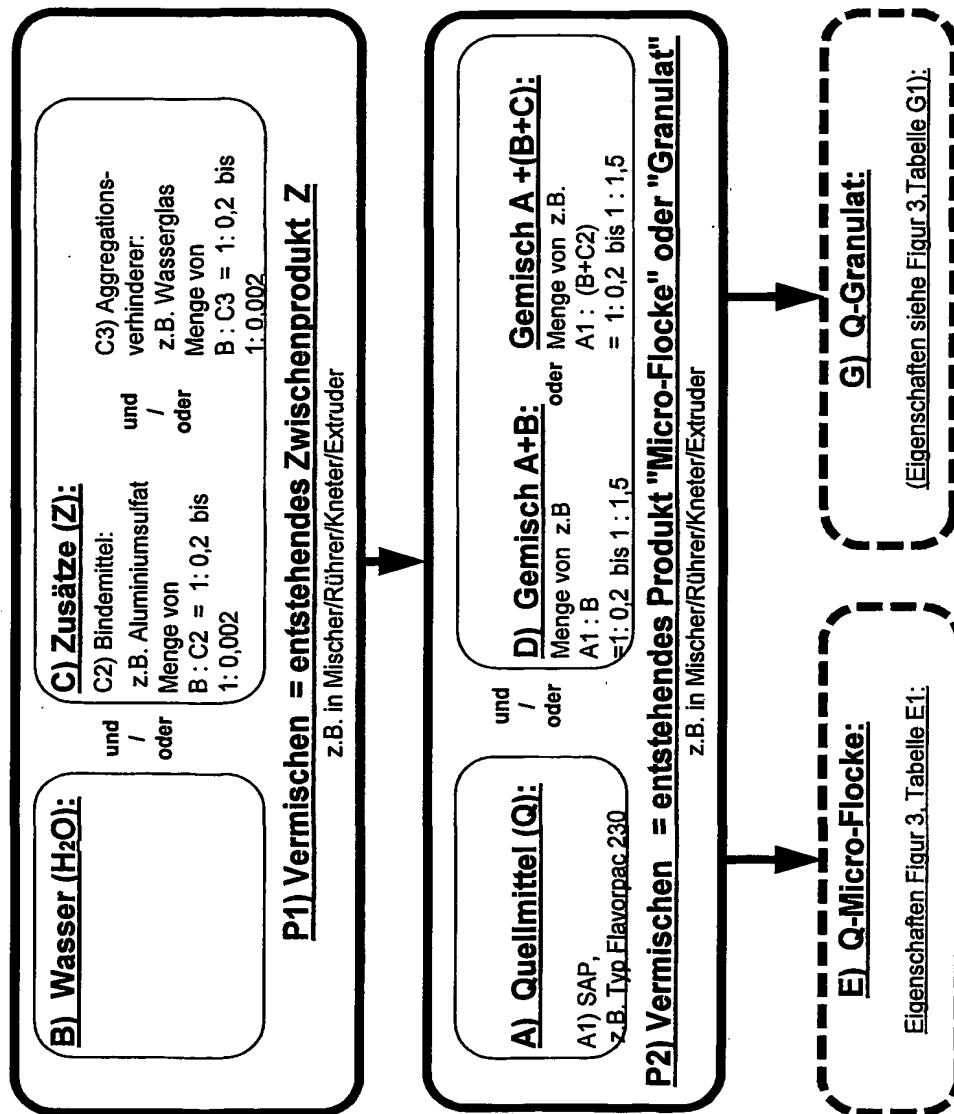 B) Wasser (H2O):
und
/
oder
C) Zusätze (Z):
C2) Bindemittel:
z.B. Aluminiumsulfat
Menge von
B : C2 = 1: 0,2 bis
1: 0,002
und
/
oder
C3) Aggregations-
verhinderer:
z.B. Wasserglas
Menge von
B : C3 = 1: 0,2 bis
1: 0,002
P1) Vermischen = entstehendes Zwischenprodukt Z
z.B. in Mischer/Rührer/Kneter/Extruder
A) Quellmittel (Q):
A1) SAP,
z.B. Typ Flavorpac 230
und
/
oder
D) Gemisch A+B:
Menge von z.B
A1 : B
=1: 0,2 bis 1 : 1,5
oder
Gemisch A +(B+C):
Menge von z.B.
A1 : (B+C2)
= 1: 0,2 bis 1 : 1,5
P2) Vermischen = entstehendes Produkt "Micro-Flocke" oder "Granulat"
z.B. in Mischer/Rührer/Kneter/Extruder
E) Q-Micro-Flocke:
Eigenschaften Figur 3, Tabelle E1:
G) Q-Granulat:
(Eigenschaften siehe Figur 3,Tabelle G1):